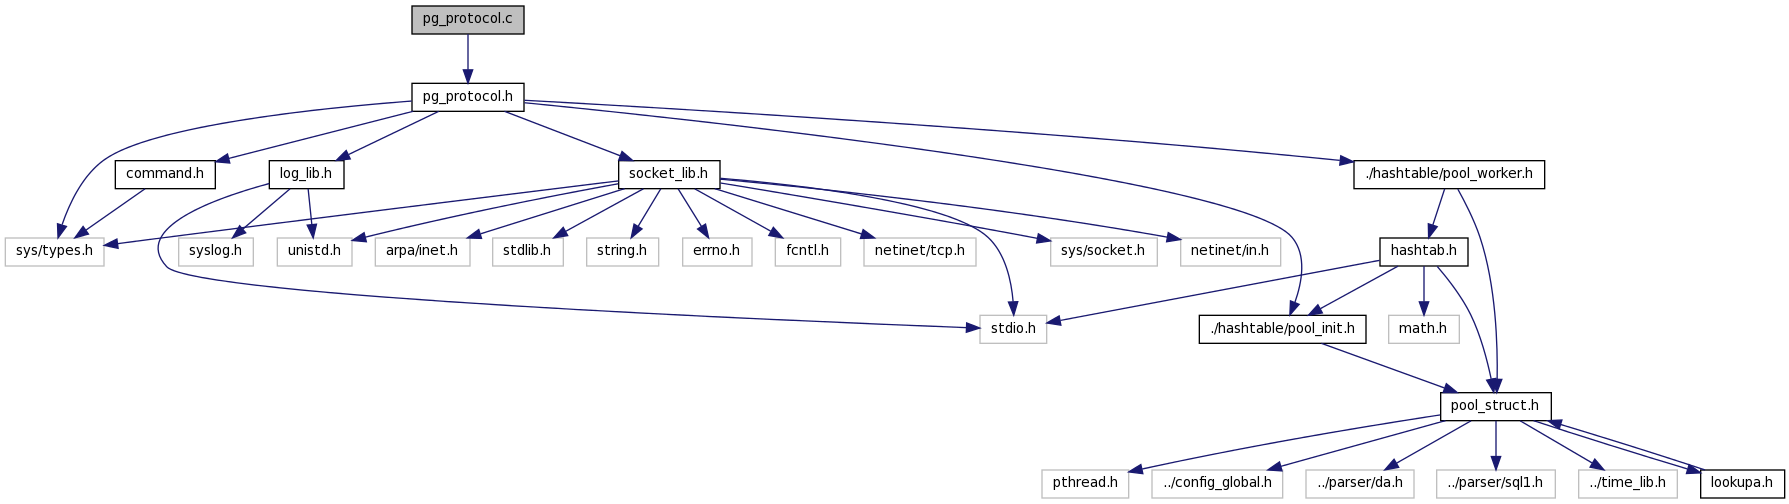 pg_protocol.c
pg_protocol.h
command.h
log_lib.h
socket_lib.h
./hashtable/pool_worker.h
sys/types.h
syslog.h
unistd.h
arpa/inet.h
stdlib.h
string.h
errno.h
fcntl.h
netinet/tcp.h
sys/socket.h
netinet/in.h
hashtab.h
stdio.h
./hashtable/pool_init.h
math.h
pool_struct.h
pthread.h
../config_global.h
../parser/da.h
../parser/sql1.h
../time_lib.h
lookupa.h